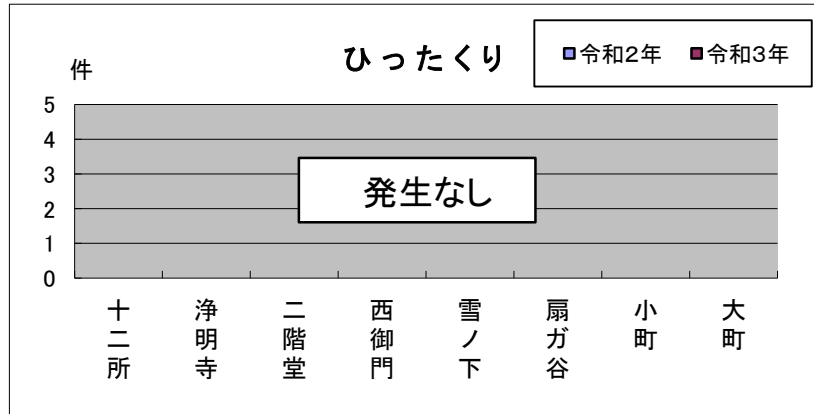 ひったくり
■令和2年 ■令和3年
件
5
4
3
2
1
0
発生なし
十二所
浄明寺
二階堂
西御門
雪ノ下
扇ガ谷
小町
大町